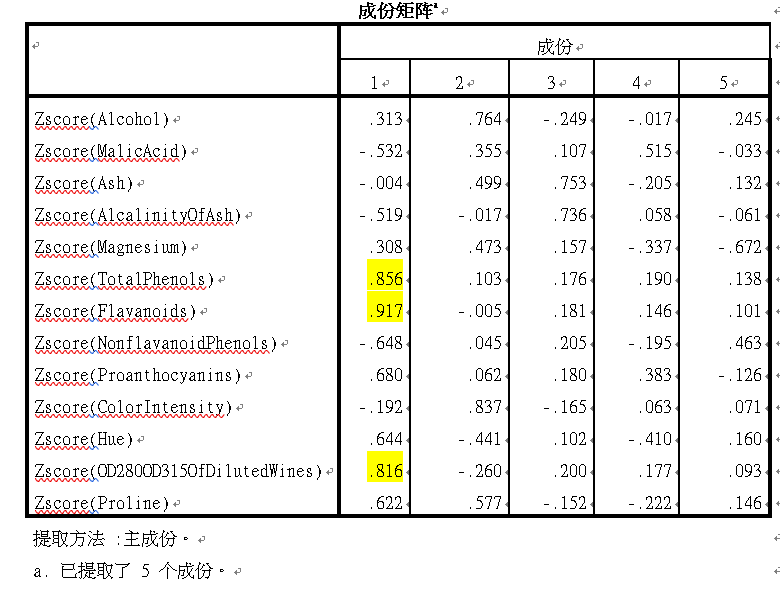 成份矩阵a
成份
1 2 3 4 5
Zscore(Alcohol) .313 .764 -.249 -.017 .245
Zscore(MalicAcid) -.532 .355 .107 .515 -.033
Zscore(Ash) -.004 .499 .753 -.205 .132
Zscore(AlcalinityOfAsh) -.519 -.017 .736 .058 -.061
Zscore(Magnesium) .308 .473 .157 -.337 -.672
Zscore(TotalPhenols) .856 .103 .176 .190 .138
Zscore(Flavanoids) .917 -.005 .181 .146 .101
Zscore(NonflavanoidPhenols) -.648 .045 .205 -.195 .463
Zscore(Proanthocyanins) .680 .062 .180 .383 -.126
Zscore(ColorIntensity) -.192 .837 -.165 .063 .071
Zscore(Hue) .644 -.441 .102 -.410 .160
Zscore(OD280OD315OfDilutedWines) .816 -.260 .200 .177 .093
Zscore(Proline) .622 .577 -.152 -.222 .146
提取方法 :主成份。
a. 已提取了 5 个成份。